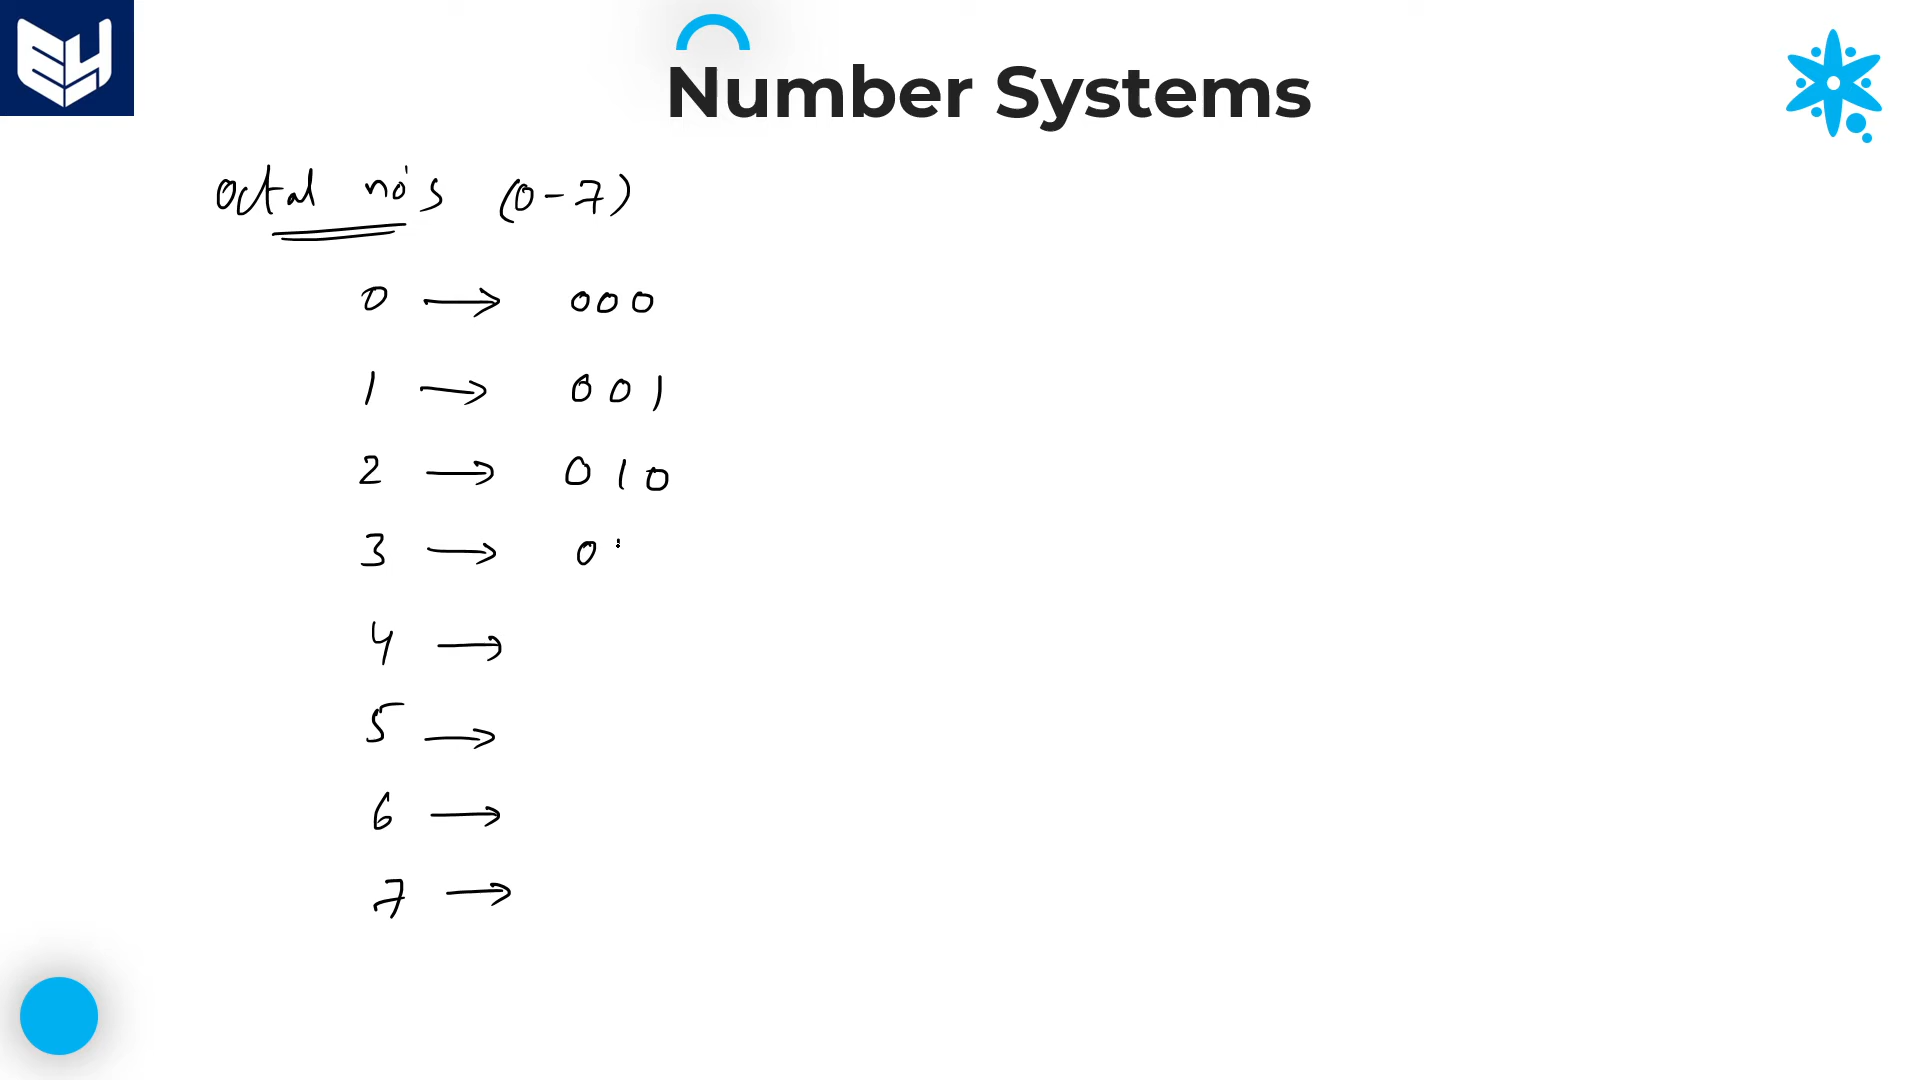 Number Systems
Octal no's (0-7)
0 → 000
1 → 001
2 → 010
3 → 0
4 →
5 →
6 →
7 →